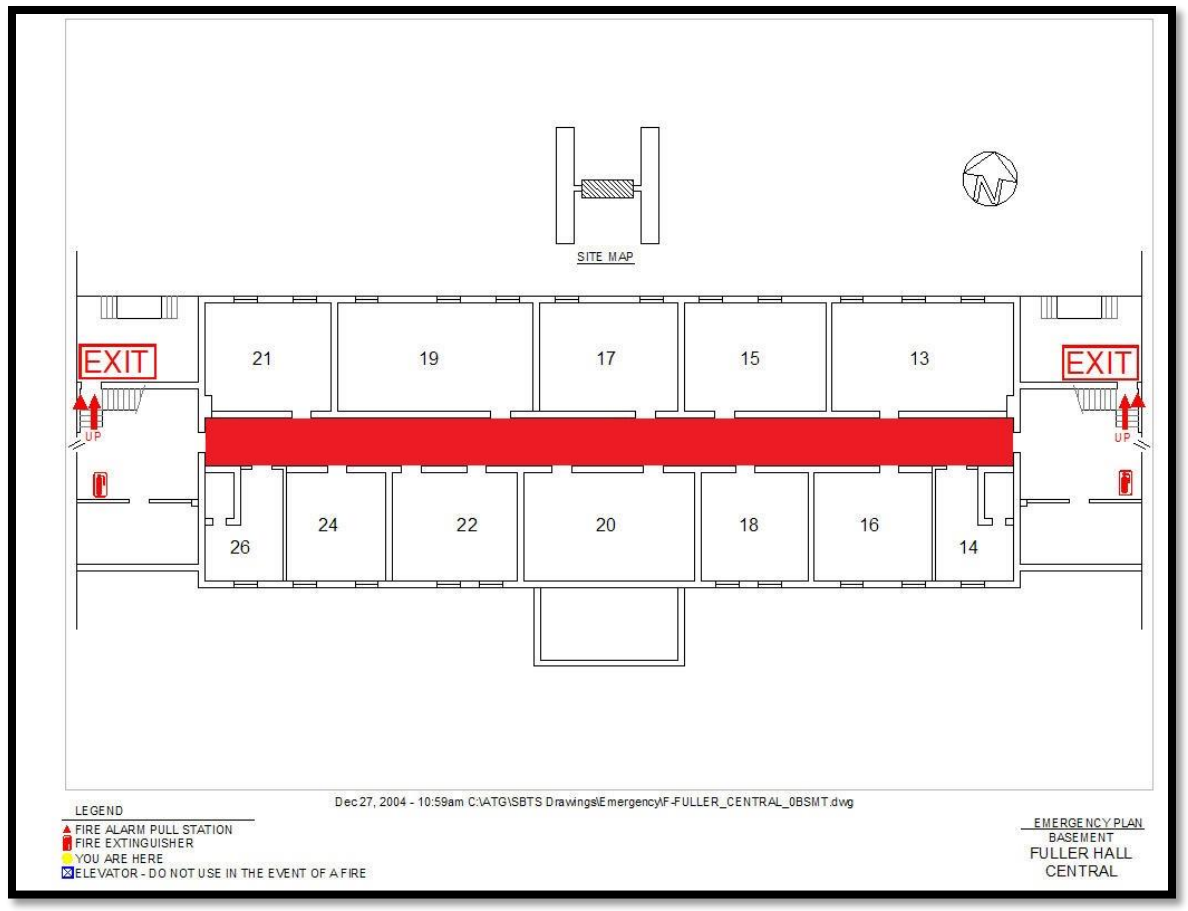 N
SITE MAP
21
19
17
15
13
EXIT
EXIT
UP
UP
26
24
22
20
18
16
14
Dec 27, 2004 - 10:59am C:\ATG\SBTS Drawings\Emergency\F-FULLER_CENTRAL_0BSMT.dwg
LEGEND
FIRE ALARM PULL STATION
FIRE EXTINGUISHER
YOU ARE HERE
ELEVATOR - DO NOT USE IN THE EVENT OF A FIRE
EMERGENCY PLAN
BASEMENT
FULLER HALL
CENTRAL